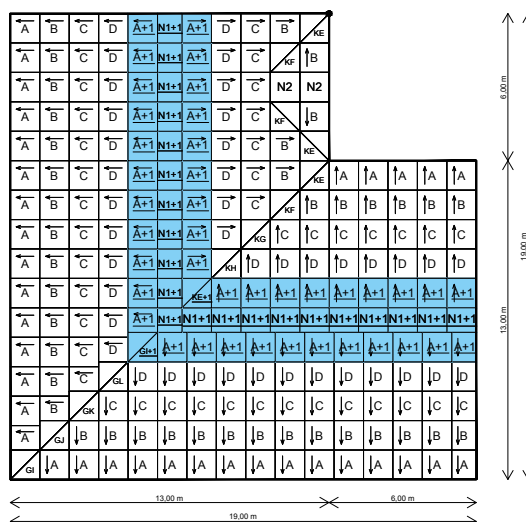 A B C D A+1 N1+1 A+1 D C B KE
A B C D A+1 N1+1 A+1 D C KF B
A B C D A+1 N1+1 A+1 D C N2 N2
A B C D A+1 N1+1 A+1 D C KF B
A B C D A+1 N1+1 A+1 D C B KE
A B C D A+1 N1+1 A+1 D C B KE A A A A A
A B C D A+1 N1+1 A+1 D C KF B B B B B B
A B C D A+1 N1+1 A+1 D KG C C C C C C C
A B C D A+1 N1+1 A+1 KH D D D D D D D D
A B C D A+1 N1+1 KE+1 A+1 A+1 A+1 A+1 A+1 A+1 A+1 A+1 A+1
A B C D A+1 N1+1 N1+1 N1+1 N1+1 N1+1 N1+1 N1+1 N1+1 N1+1 N1+1 N1+1
A B C D GI+1 A+1 A+1 A+1 A+1 A+1 A+1 A+1 A+1 A+1 A+1 A+1
A B C GL D D D D D D D D D D D D
A B GK C C C C C C C C C C C C C
A GJ B B B B B B B B B B B B B B
GI A A A A A A A A A A A A A A A
6,00 m
13,00 m
19,00 m
13,00 m 6,00 m
19,00 m